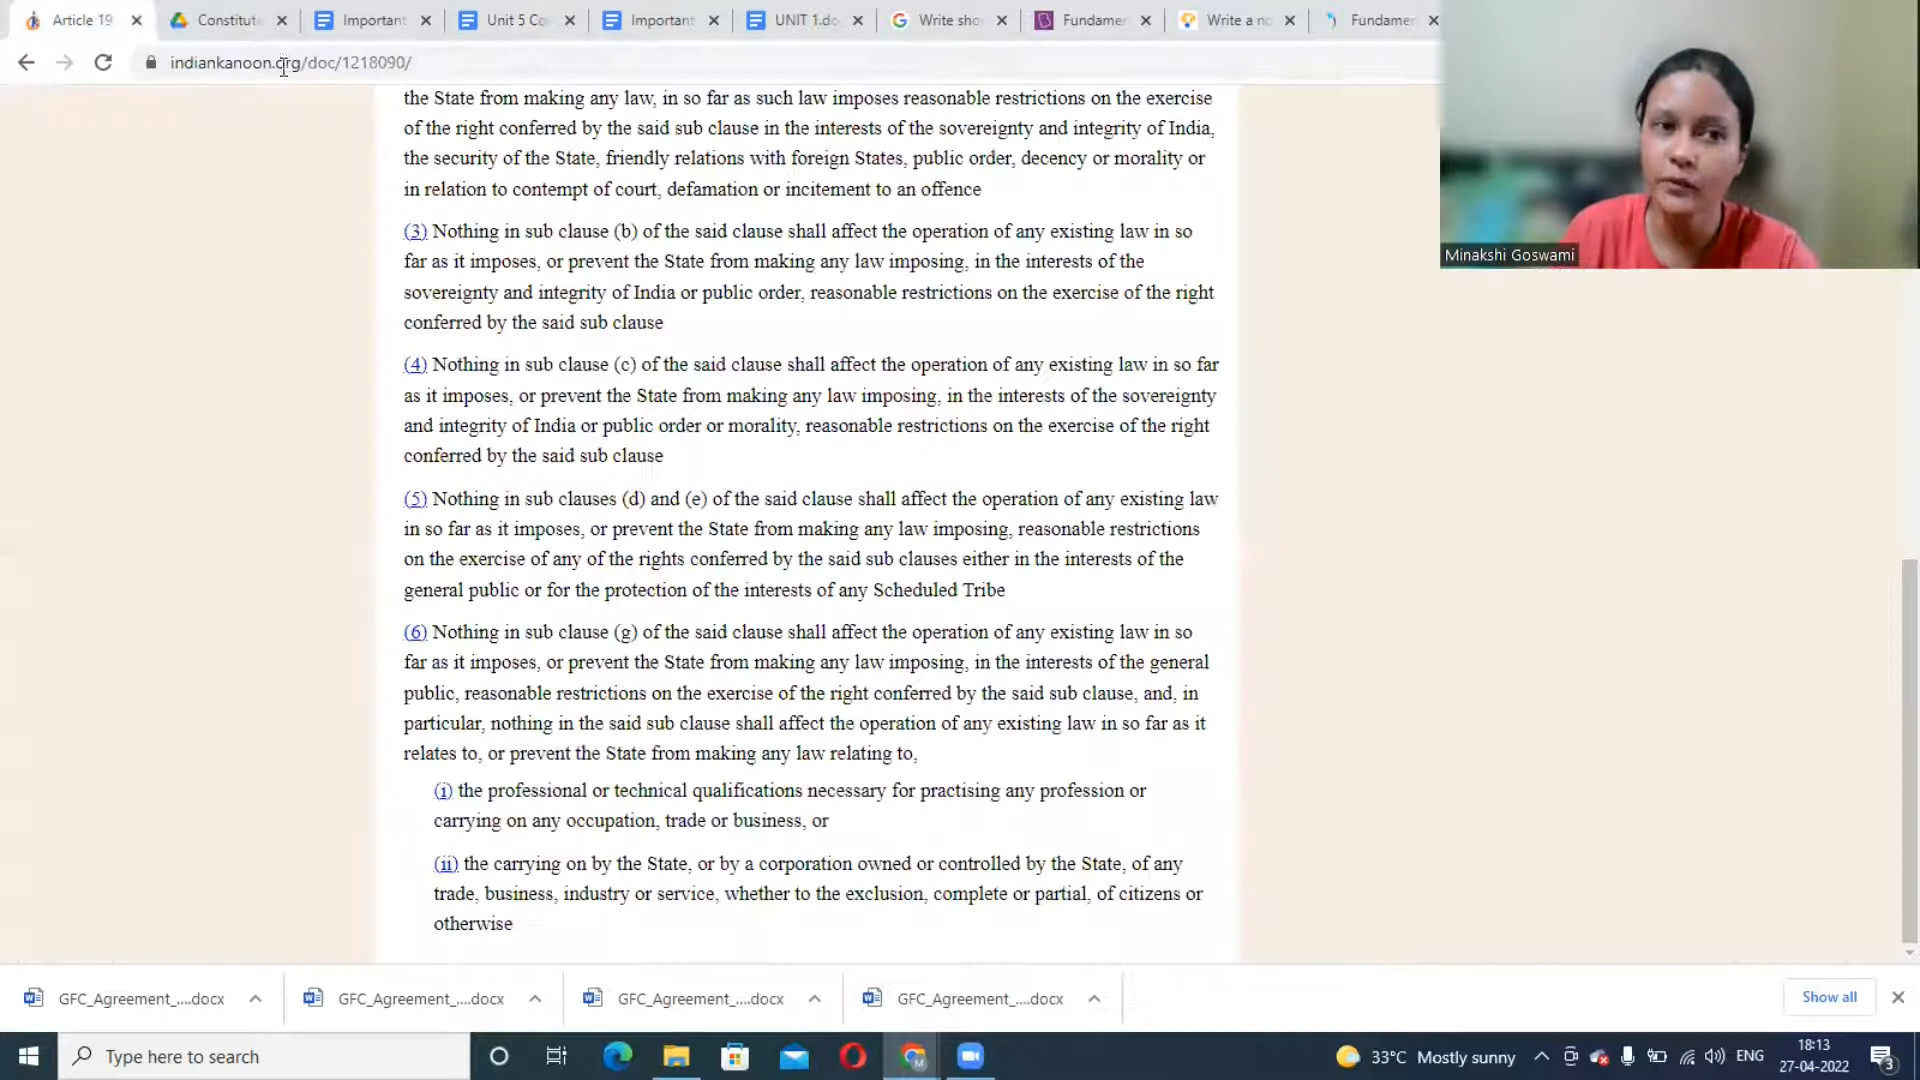 Article 19
Constitut
Important
Unit 5 Co
Important
UNIT 1.do
Write sho
Fundame
Write a no
Fundamen
indiankanoon.org/doc/1218090/
the State from making any law, in so far as such law imposes reasonable restrictions on the exercise
of the right conferred by the said sub clause in the interests of the sovereignty and integrity of India,
the security of the State, friendly relations with foreign States, public order, decency or morality or
in relation to contempt of court, defamation or incitement to an offence
(3) Nothing in sub clause (b) of the said clause shall affect the operation of any existing law in so
far as it imposes, or prevent the State from making any law imposing, in the interests of the
sovereignty and integrity of India or public order, reasonable restrictions on the exercise of the right
conferred by the said sub clause
(4) Nothing in sub clause (c) of the said clause shall affect the operation of any existing law in so far
as it imposes, or prevent the State from making any law imposing, in the interests of the sovereignty
and integrity of India or public order or morality, reasonable restrictions on the exercise of the right
conferred by the said sub clause
(5) Nothing in sub clauses (d) and (e) of the said clause shall affect the operation of any existing law
in so far as it imposes, or prevent the State from making any law imposing, reasonable restrictions
on the exercise of any of the rights conferred by the said sub clauses either in the interests of the
general public or for the protection of the interests of any Scheduled Tribe
(6) Nothing in sub clause (g) of the said clause shall affect the operation of any existing law in so
far as it imposes, or prevent the State from making any law imposing, in the interests of the general
public, reasonable restrictions on the exercise of the right conferred by the said sub clause, and, in
particular, nothing in the said sub clause shall affect the operation of any existing law in so far as it
relates to, or prevent the State from making any law relating to,
(i) the professional or technical qualifications necessary for practising any profession or
carrying on any occupation, trade or business, or
(ii) the carrying on by the State, or by a corporation owned or controlled by the State, of any
trade, business, industry or service, whether to the exclusion, complete or partial, of citizens or
otherwise
Minakshi Goswami
GFC_Agreement_....docx
GFC_Agreement_....docx
GFC_Agreement_....docx
GFC_Agreement_....docx
Show all
Type here to search
33°C Mostly sunny
ENG
18:13
27-04-2022
3